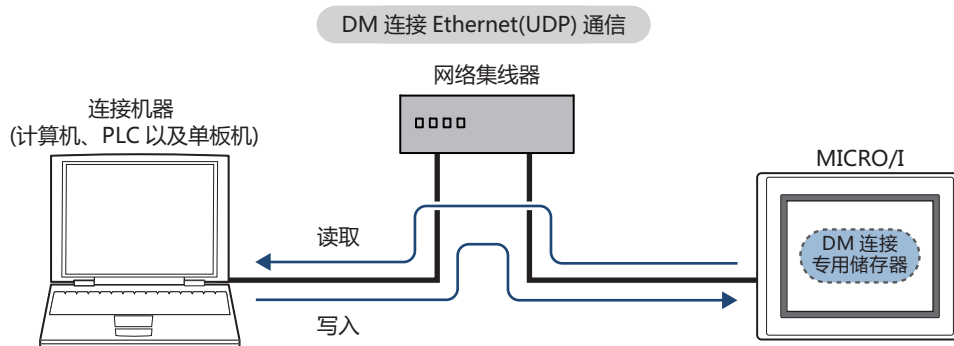 DM 连接 Ethernet(UDP) 通信
网络集线器
连接机器
(计算机、PLC 以及单板机)
MICRO/I
读取
DM 连接
专用储存器
写入